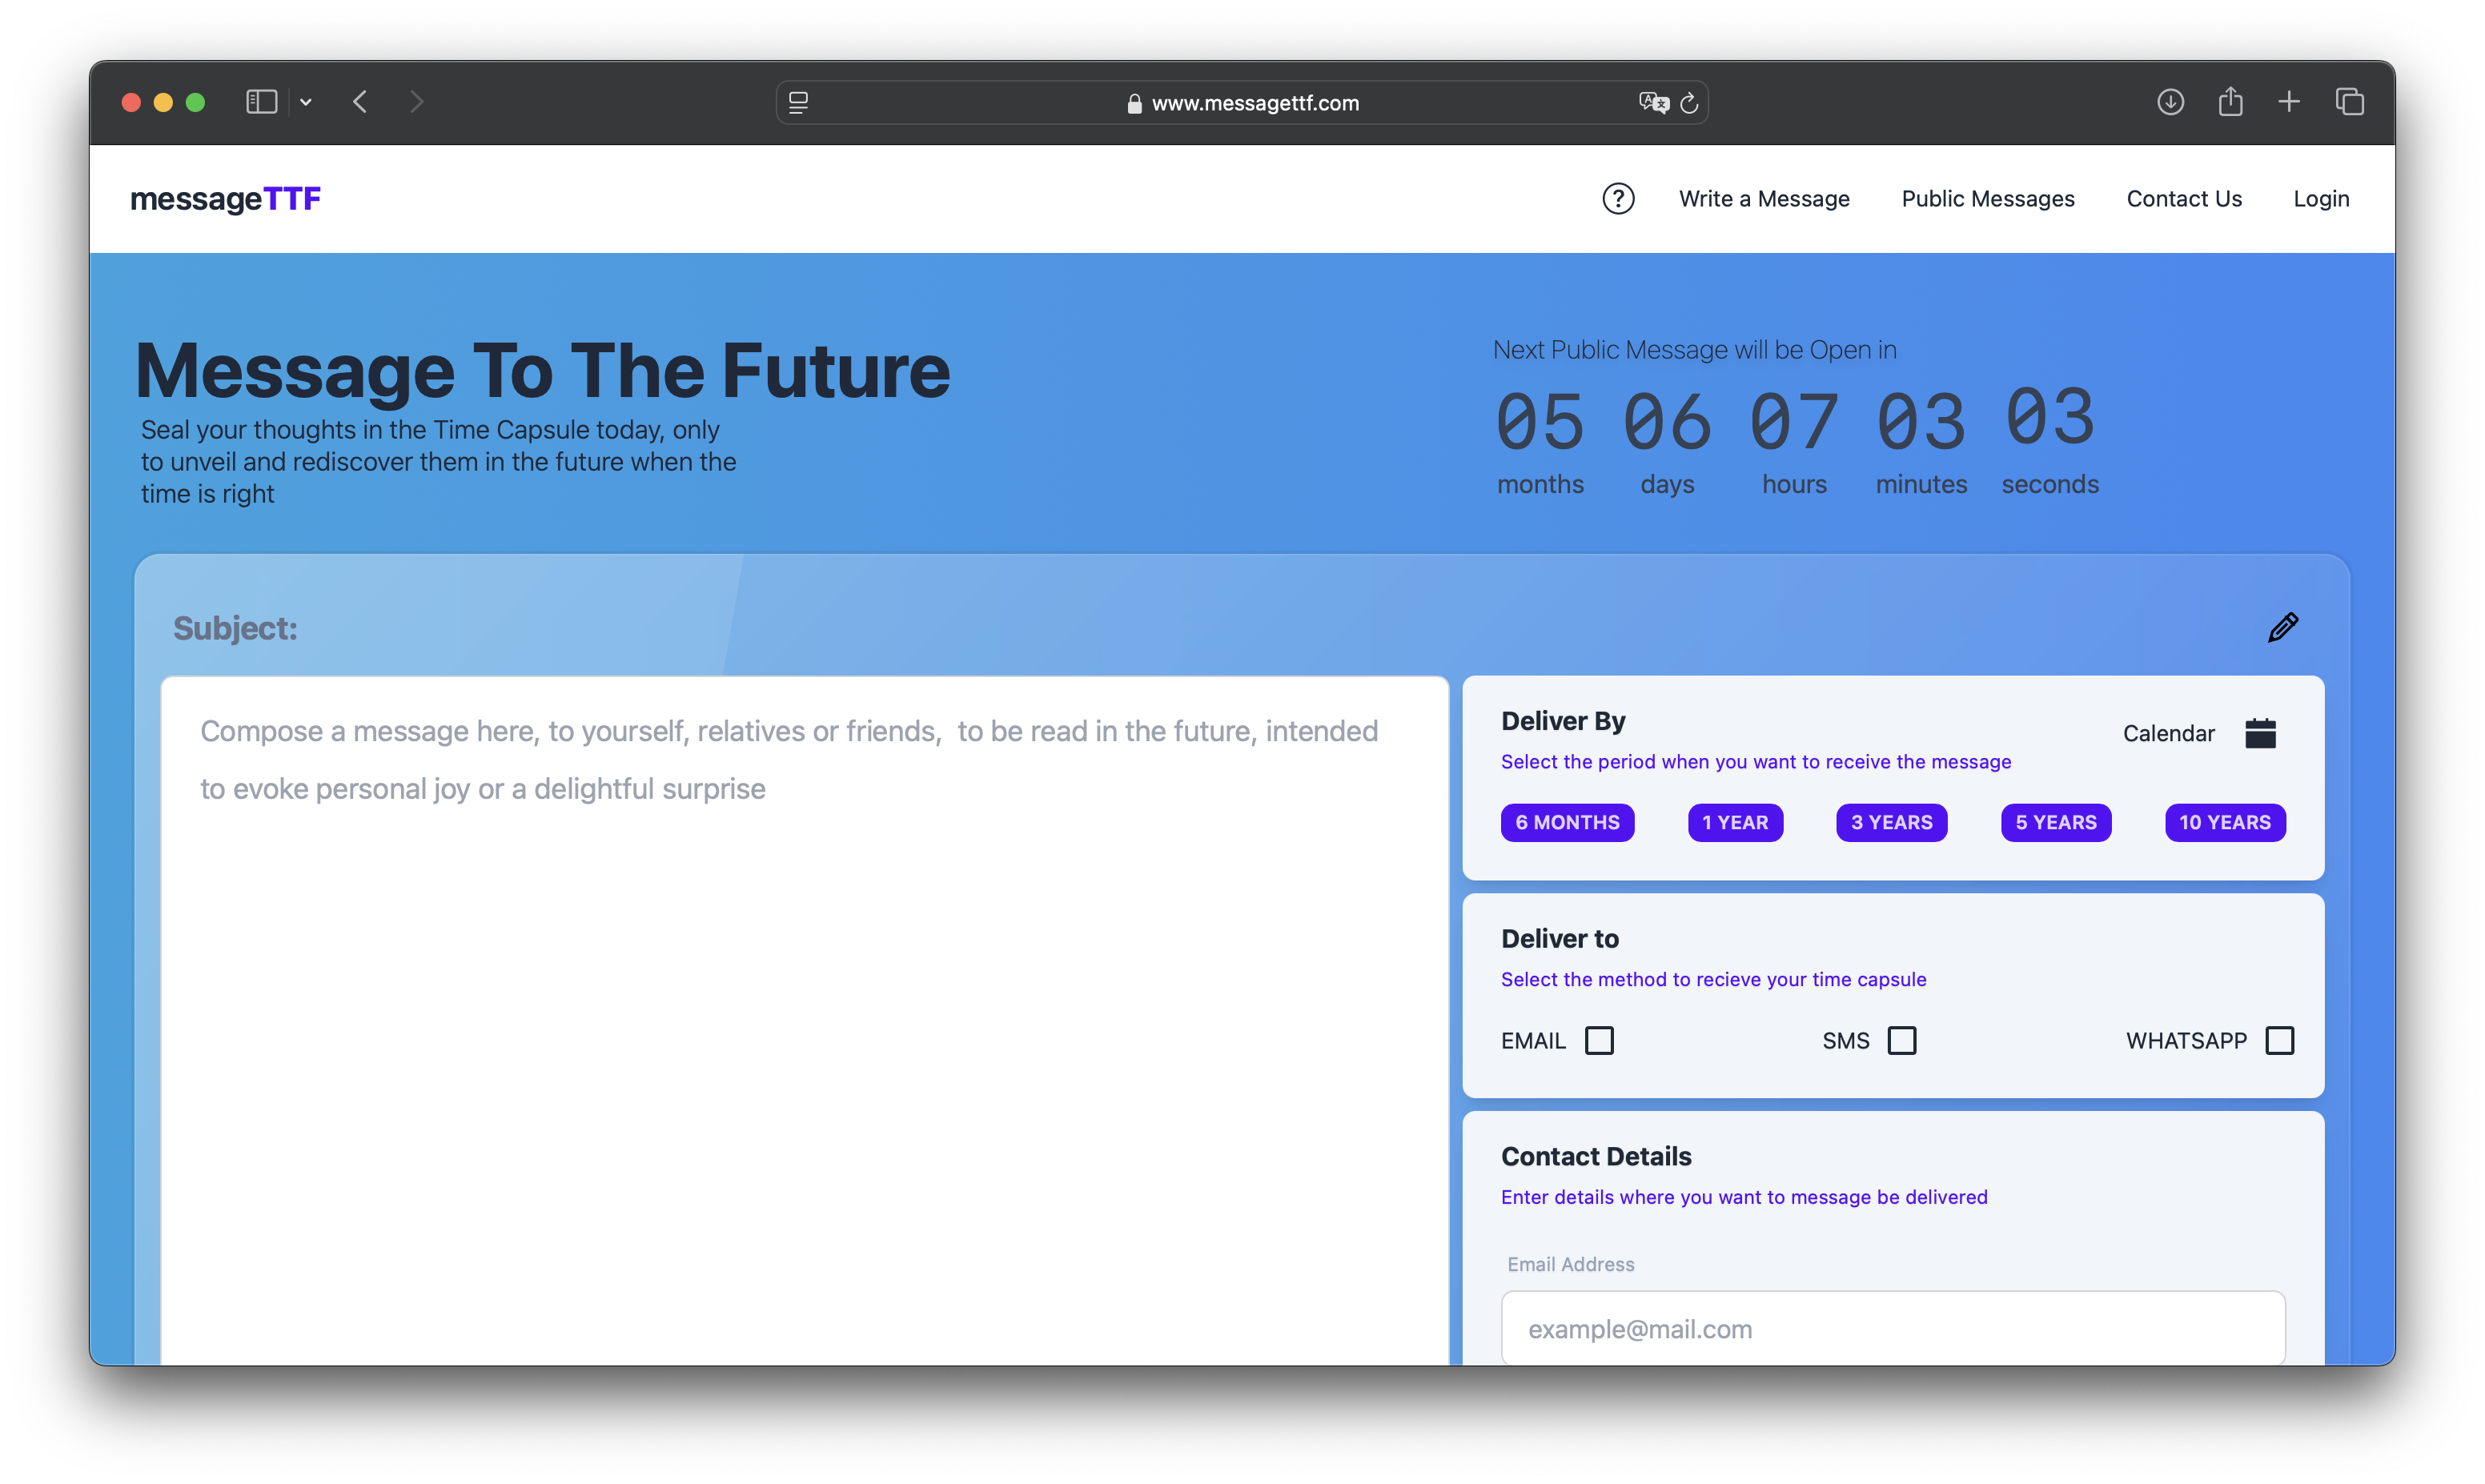 www.messagettf.com
messageTTF
? Write a Message Public Messages Contact Us Login
Message To The Future
Seal your thoughts in the Time Capsule today, only
to unveil and rediscover them in the future when the
time is right
Next Public Message will be Open in
05 06 07 03 03
months days hours minutes seconds
Subject:
Compose a message here, to yourself, relatives or friends,  to be read in the future, intended
to evoke personal joy or a delightful surprise
Deliver By
Calendar
Select the period when you want to receive the message
6 MONTHS 1 YEAR 3 YEARS 5 YEARS 10 YEARS
Deliver to
Select the method to recieve your time capsule
EMAIL SMS WHATSAPP
Contact Details
Enter details where you want to message be delivered
Email Address
example@mail.com